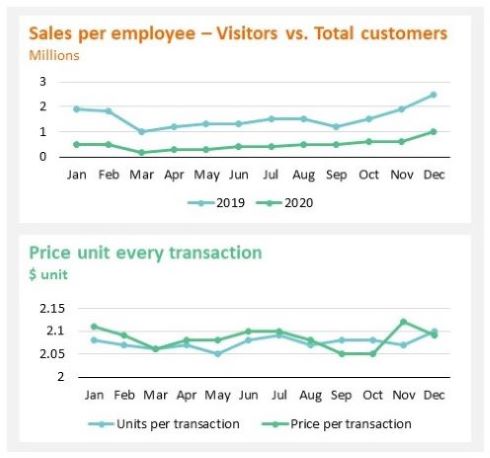 Sales per employee – Visitors vs. Total customers
Millions
3
2
1
0
Jan Feb Mar Apr May Jun Jul Aug Sep Oct Nov Dec
2019 2020
Price unit every transaction
$ unit
2.15
2.1
2.05
2
Jan Feb Mar Apr May Jun Jul Aug Sep Oct Nov Dec
Units per transaction Price per transaction